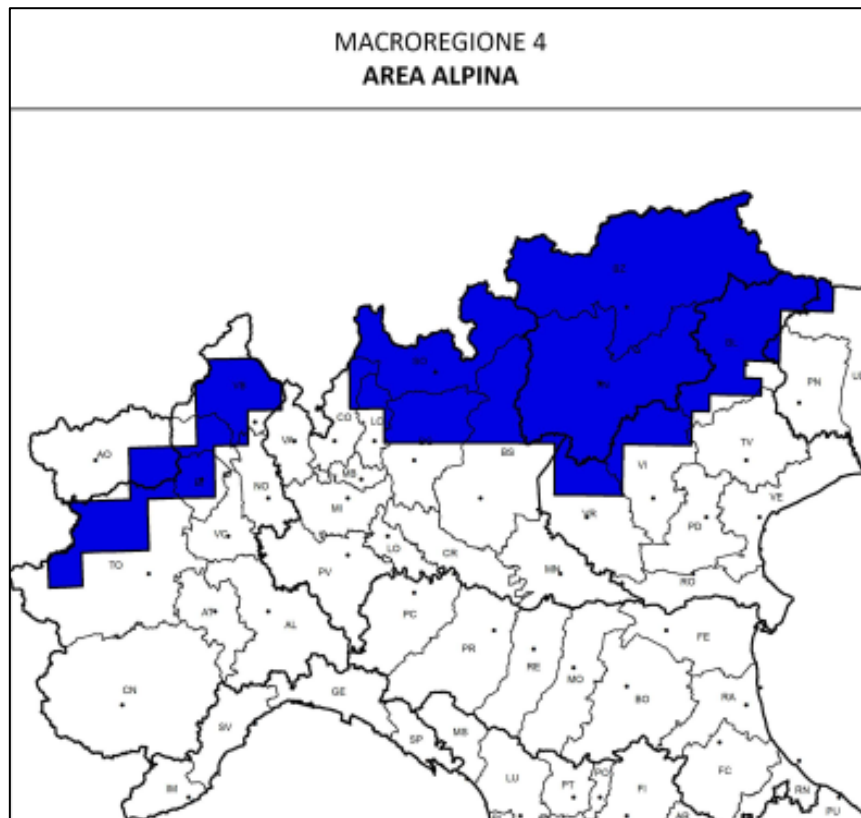 MACROREGIONE 4
AREA ALPINA
BZ
SO
TN
BL
VB
PN
CO
LC
VA
AO
BS
TV
MB
BI
NO
VI
VE
MI
VR
PD
VC
LO
CR
TO
PV
MN
RO
AT
AL
PC
FE
PR
RE
MO
CN
BO
RA
GE
SV
SP
MS
FC
LU
PT
PO
IM
FI
RN
AR
PU